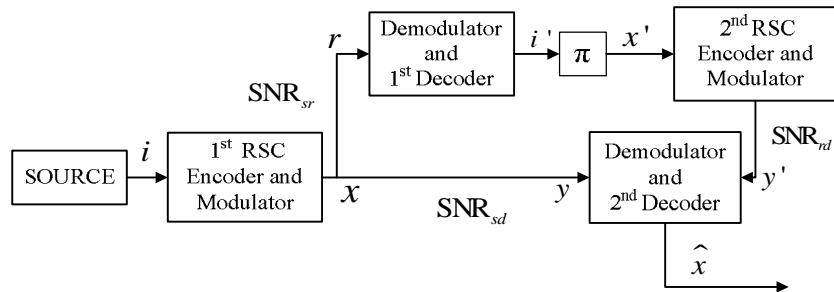 r
Demodulator
and
1st Decoder
i '
π
x '
2nd RSC
Encoder and
Modulator
SNRsr
SNRrd
SOURCE
i
1st RSC
Encoder and
Modulator
x
SNRsd
y
Demodulator
and
2nd Decoder
y '
x̂